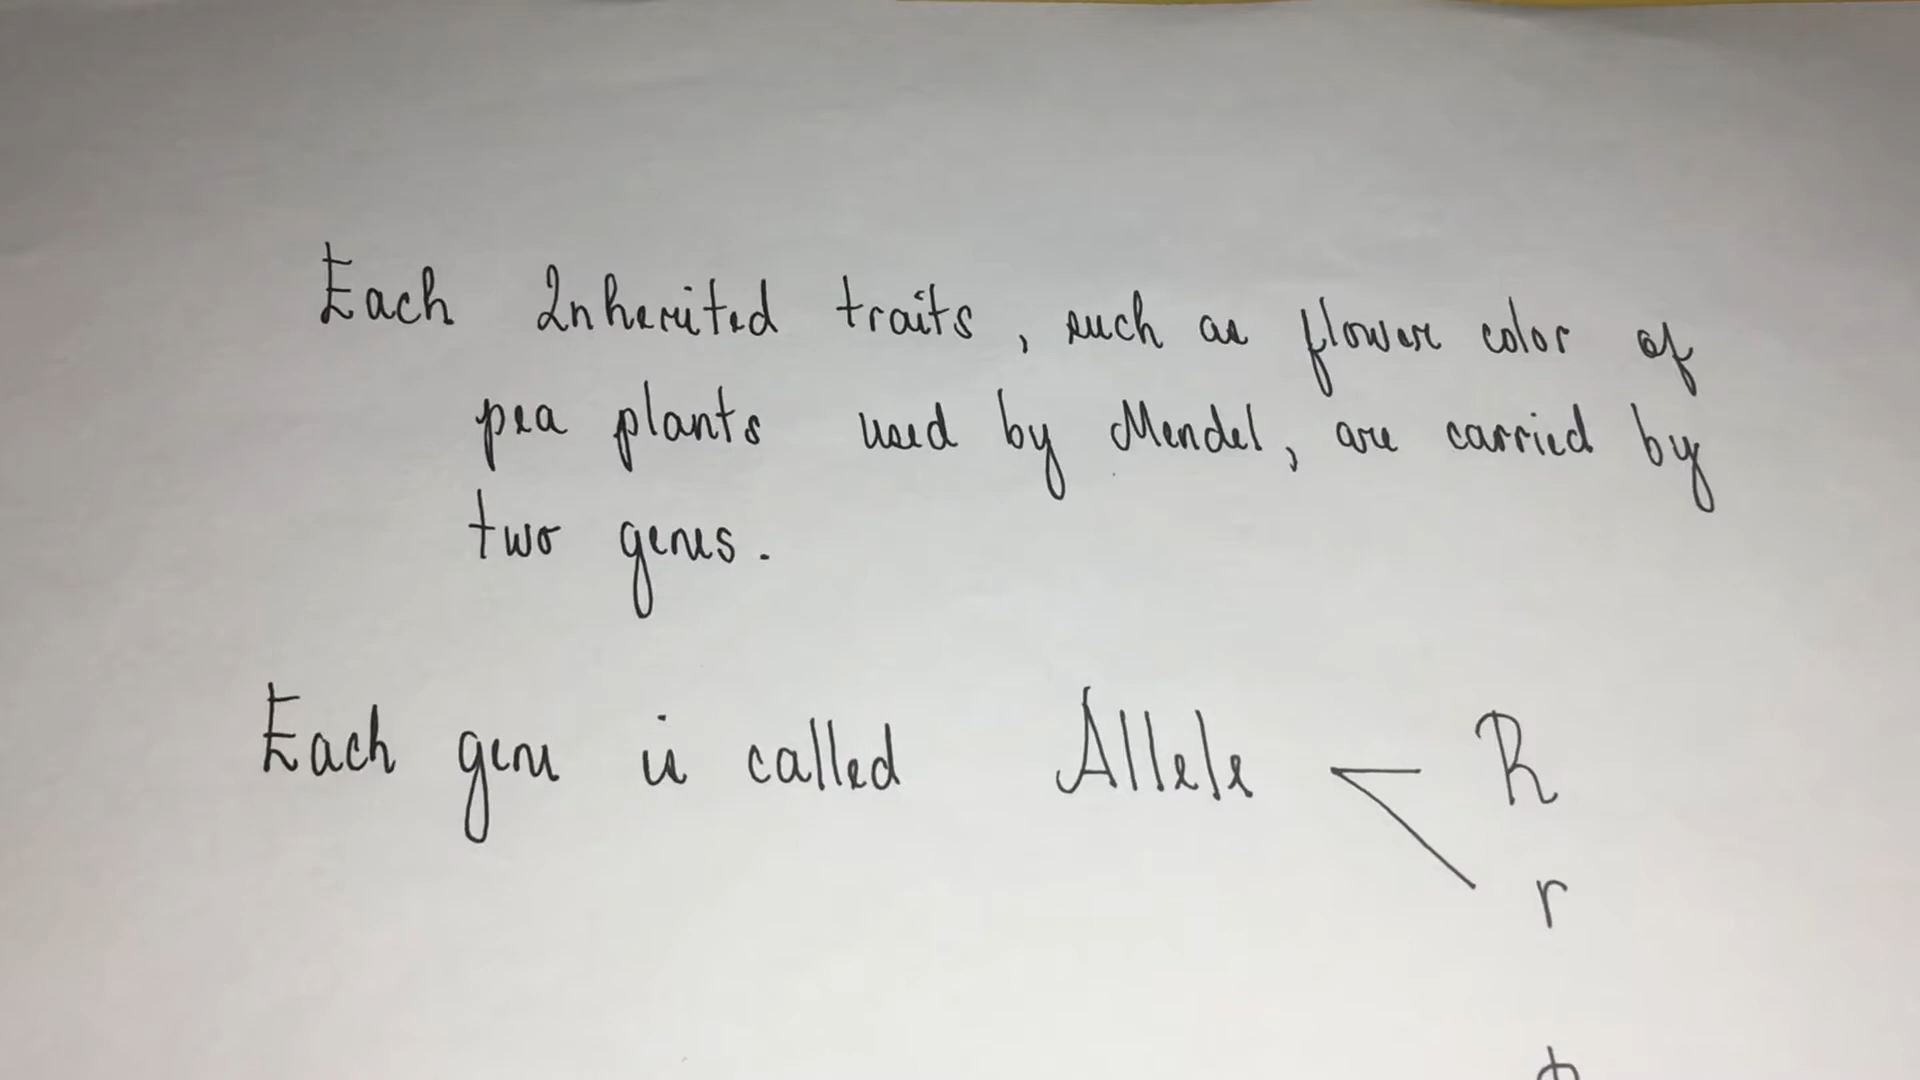 Each Inherited traits, such as flower color of
pea plants used by Mendel, are carried by
two genes.
Each gene is called Allele R
r